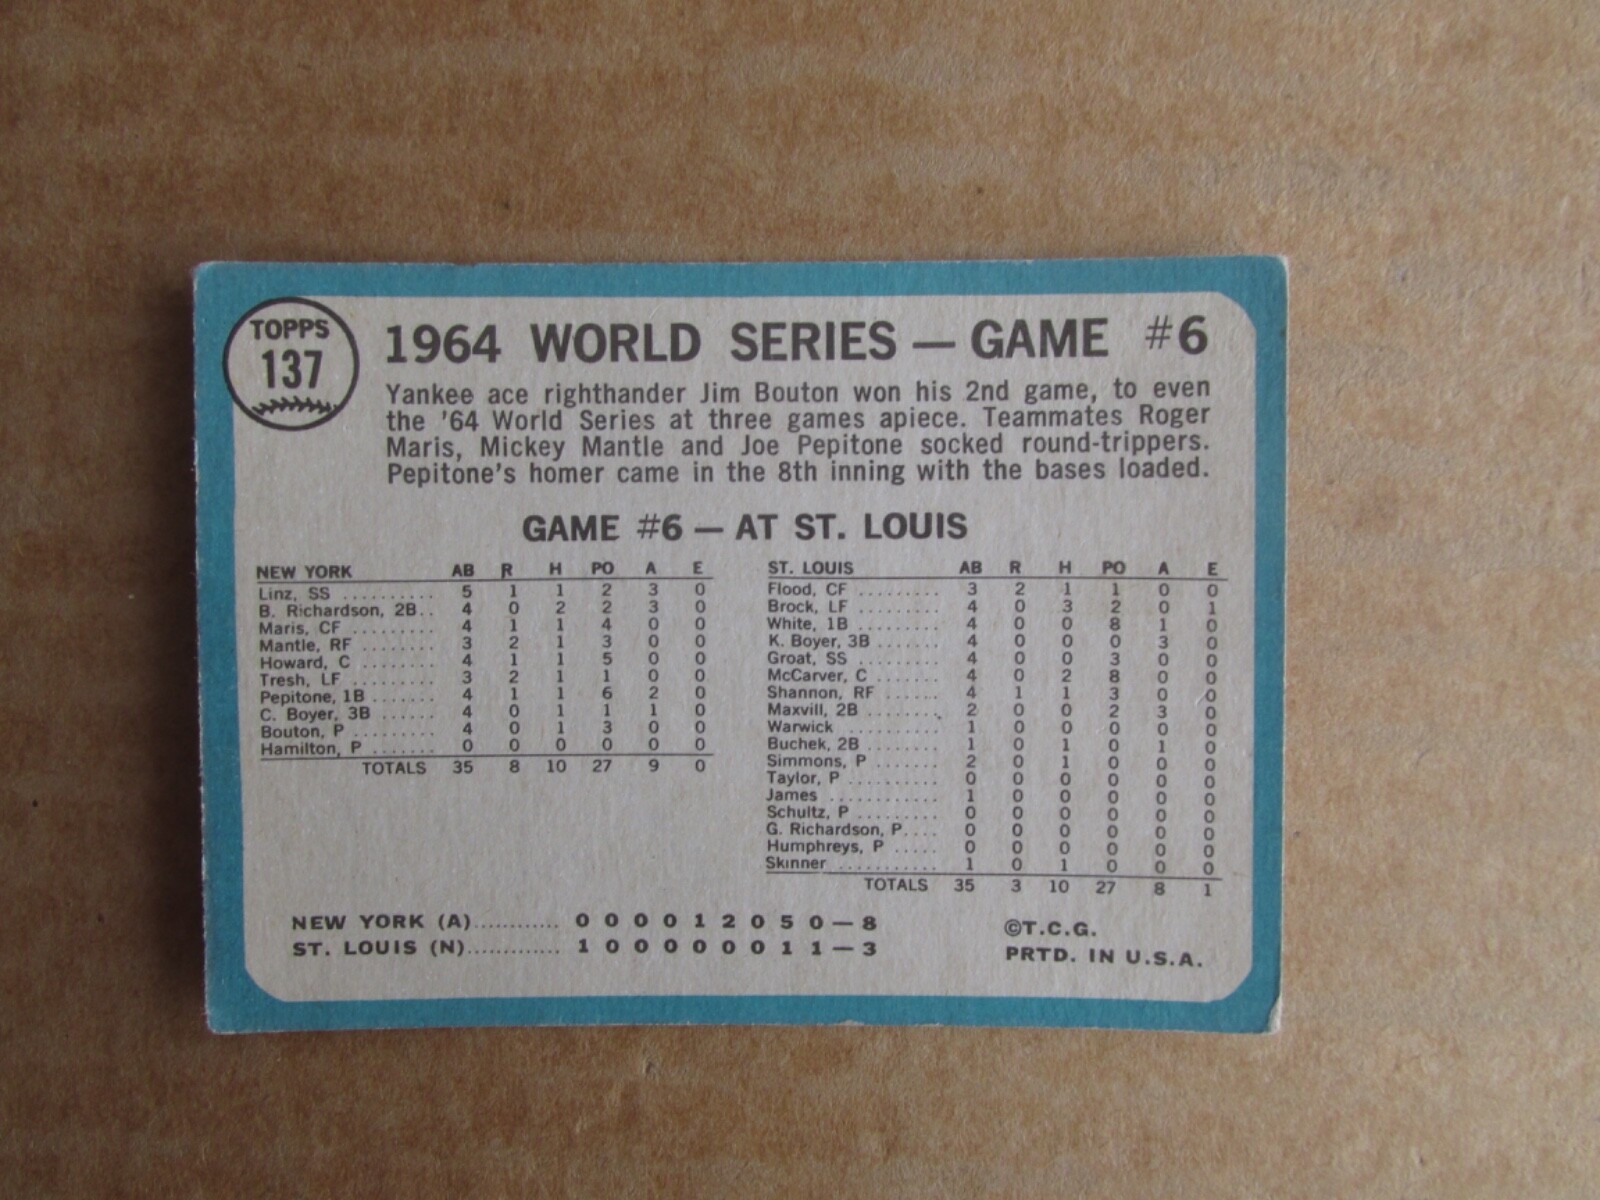 TOPPS
137
1964 WORLD SERIES — GAME #6
Yankee ace righthander Jim Bouton won his 2nd game, to even
the '64 World Series at three games apiece. Teammates Roger
Maris, Mickey Mantle and Joe Pepitone socked round-trippers.
Pepitone's homer came in the 8th inning with the bases loaded.
GAME #6 — AT ST. LOUIS
NEW YORK AB R H PO A E
Linz, SS .......... 5 1 1 2 3 0
B. Richardson, 2B.. 4 0 2 2 3 0
Maris, CF ......... 4 1 1 4 0 0
Mantle, RF ........ 3 2 1 3 0 0
Howard, C ........ 4 1 1 5 0 0
Tresh, LF ......... 3 2 1 1 0 0
Pepitone, 1B ....... 4 1 1 6 2 0
C. Boyer, 3B ...... 4 0 1 1 1 0
Bouton, P ......... 4 0 1 3 0 0
Hamilton, P ....... 0 0 0 0 0 0
TOTALS 35 8 10 27 9 0
ST. LOUIS AB R H PO A E
Flood, CF ......... 3 2 1 1 0 0
Brock, LF ......... 4 0 3 2 0 1
White, 1B ......... 4 0 0 8 1 0
K. Boyer, 3B ....... 4 0 0 0 3 0
Groat, SS ......... 4 0 0 3 0 0
McCarver, C ....... 4 0 2 8 0 0
Shannon, RF ...... 4 1 1 3 0 0
Maxvill, 2B ......... 2 0 0 2 3 0
Warwick .......... 1 0 0 0 0 0
Buchek, 2B ........ 1 0 1 0 1 0
Simmons, P ....... 2 0 1 0 0 0
Taylor, P .......... 0 0 0 0 0 0
James ............ 1 0 0 0 0 0
Schultz, P ......... 0 0 0 0 0 0
G. Richardson, P.... 0 0 0 0 0 0
Humphreys, P ..... 0 0 0 0 0 0
Skinner ........... 1 0 1 0 0 0
TOTALS 35 3 10 27 8 1
NEW YORK (A)............ 0 0 0 0 1 2 0 5 0 — 8
ST. LOUIS (N)............. 1 0 0 0 0 0 0 1 1 — 3
©T.C.G.
PRTD. IN U.S.A.